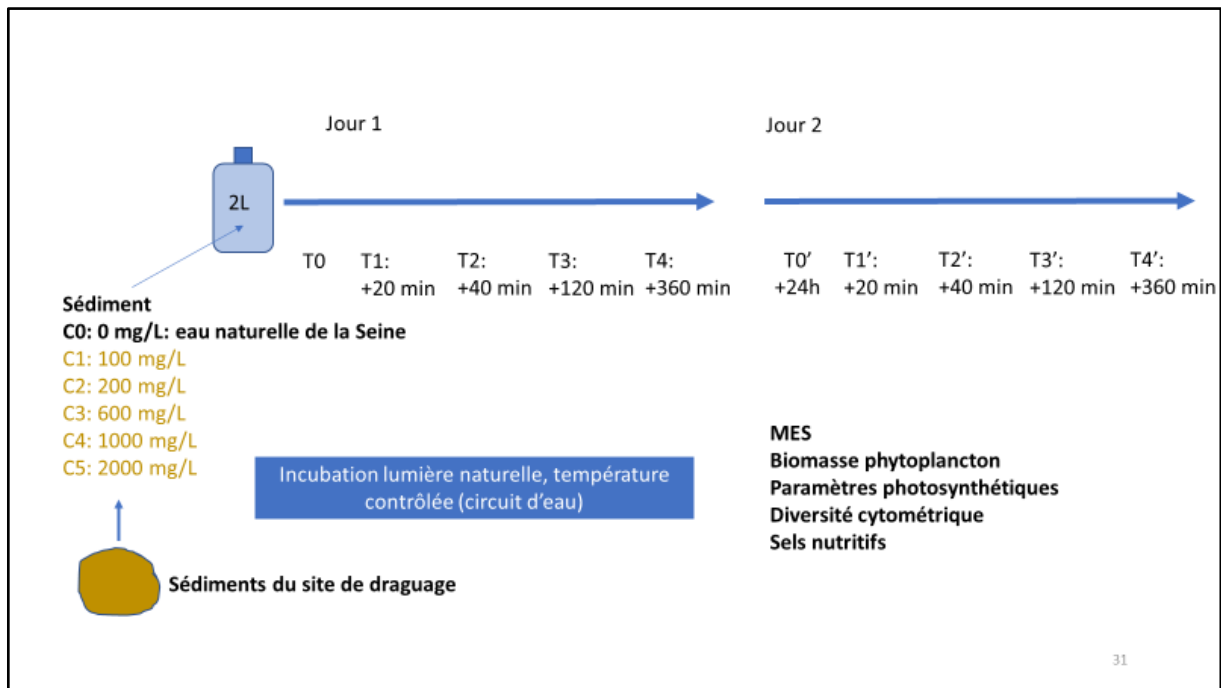 Jour 1
Jour 2
2L
T0
T1:
+20 min
T2:
+40 min
T3:
+120 min
T4:
+360 min
T0'
+24h
T1':
+20 min
T2':
+40 min
T3':
+120 min
T4':
+360 min
Sédiment
C0: 0 mg/L: eau naturelle de la Seine
C1: 100 mg/L
C2: 200 mg/L
C3: 600 mg/L
C4: 1000 mg/L
C5: 2000 mg/L
Incubation lumière naturelle, température
contrôlée (circuit d'eau)
MES
Biomasse phytoplancton
Paramètres photosynthétiques
Diversité cytométrique
Sels nutritifs
Sédiments du site de draguage
31